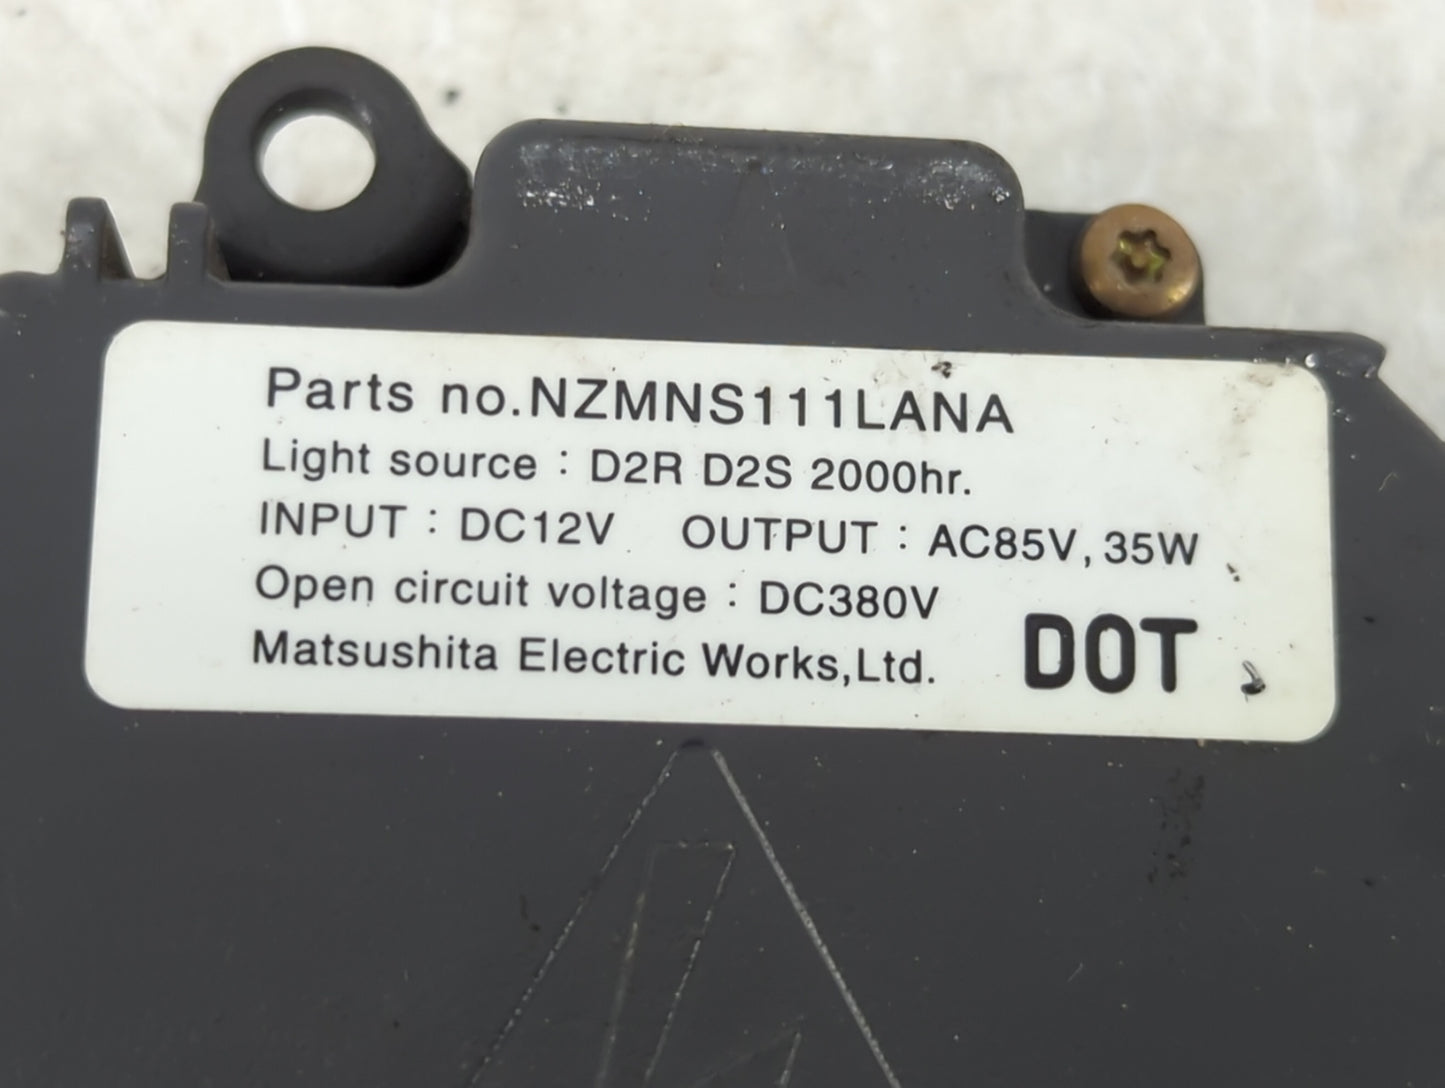 Parts no.NZMNS111LANA
Light source : D2R D2S 2000hr.
INPUT : DC12V OUTPUT : AC85V, 35W
Open circuit voltage : DC380V
Matsushita Electric Works,Ltd. DOT